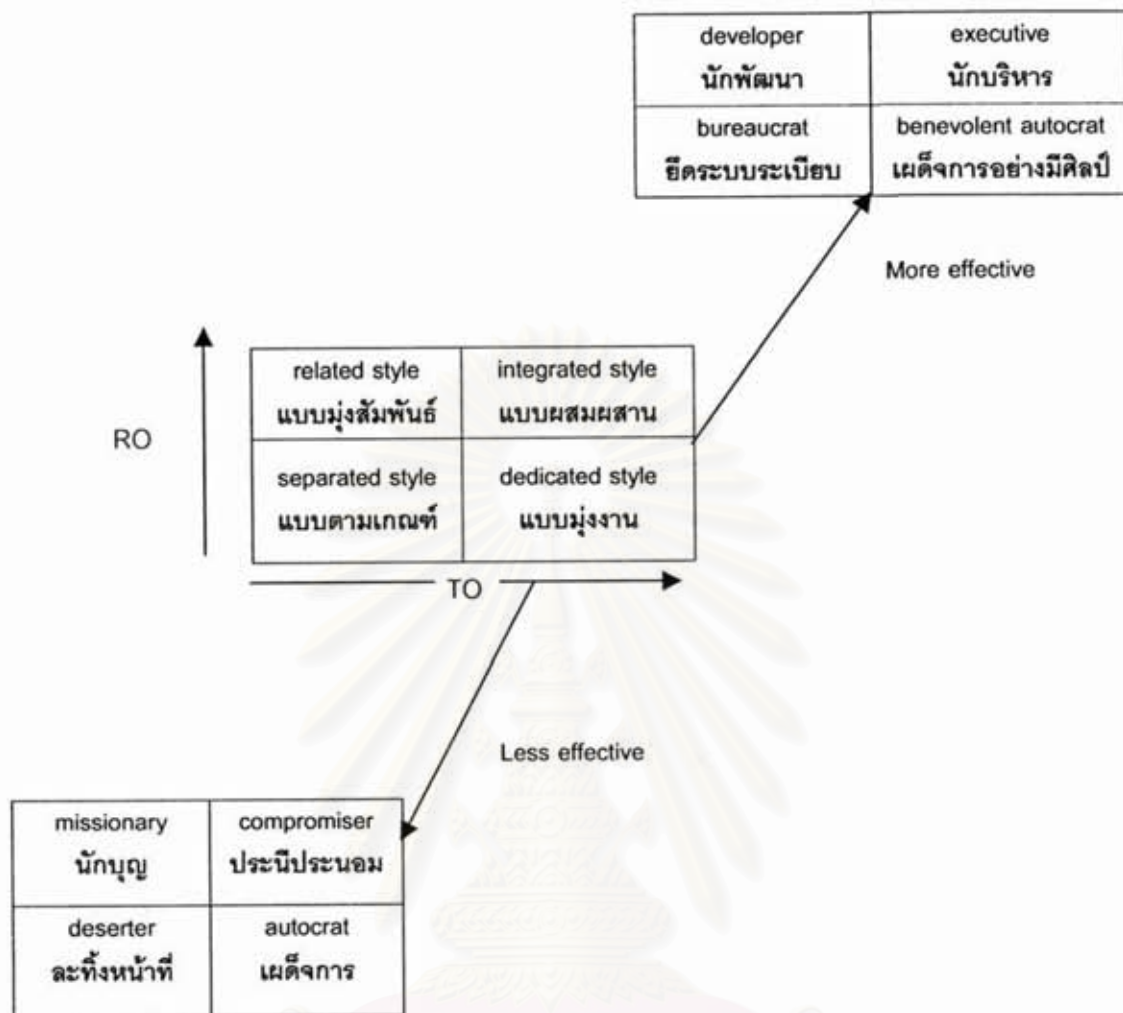 developer
นักพัฒนา
executive
นักบริหาร
bureaucrat
ยึดระบบระเบียบ
benevolent autocrat
เผด็จการอย่างมีศิลป์
More effective
RO
related style
แบบมุ่งสัมพันธ์
integrated style
แบบผสมผสาน
separated style
แบบตามเกณฑ์
dedicated style
แบบมุ่งงาน
TO
Less effective
missionary
นักบุญ
compromiser
ประนีประนอม
deserter
ละทิ้งหน้าที่
autocrat
เผด็จการ